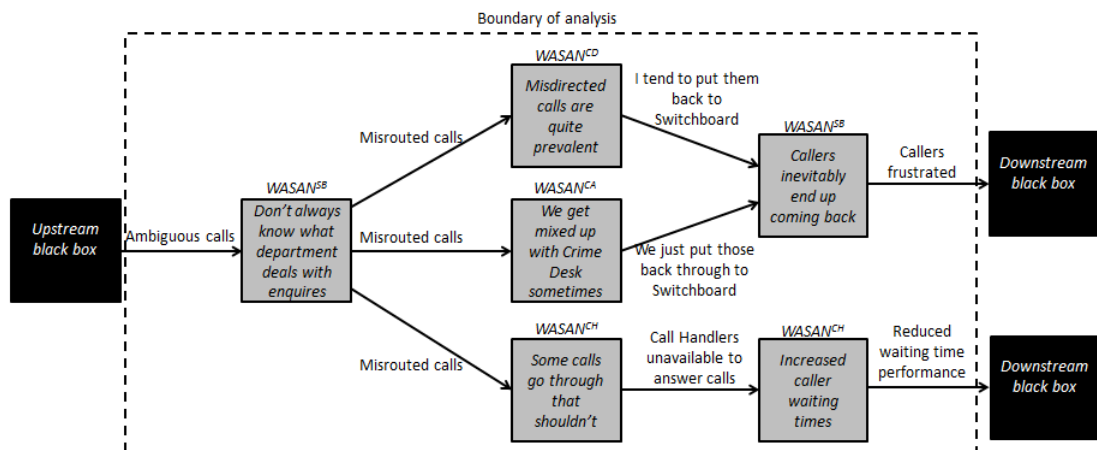 Boundary of analysis
WASAN^CD
Misdirected
calls are
quite
prevalent
I tend to put them
back to
Switchboard
Misrouted calls
WASAN^SB
Callers
inevitably
end up
coming back
Callers
frustrated
Downstream
black box
WASAN^SB
Don't always
know what
department
deals with
enquires
WASAN^CA
We get
mixed up
with Crime
Desk
sometimes
Upstream
black box
Ambiguous calls
Misrouted calls
We just put those
back through to
Switchboard
WASAN^CH
Some calls
go through
that
shouldn't
Misrouted calls
Call Handlers
unavailable to
answer calls
WASAN^CH
Increased
caller
waiting
times
Reduced
waiting time
performance
Downstream
black box